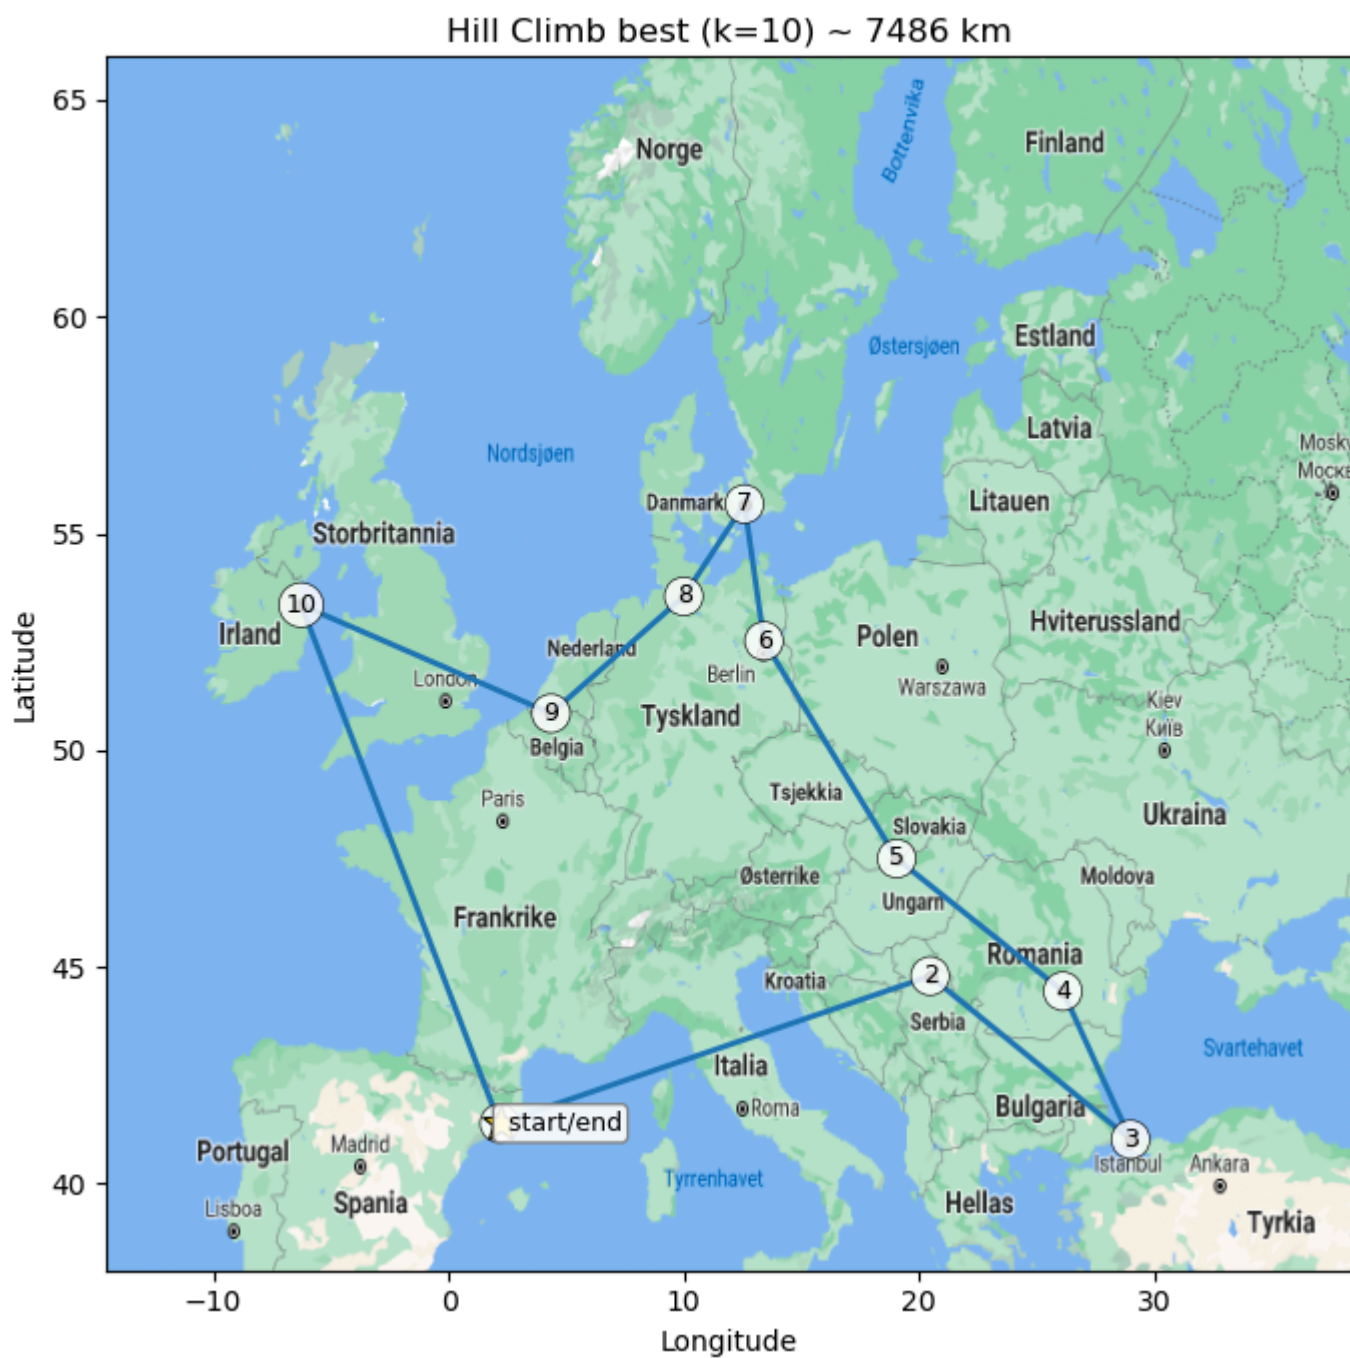 Hill Climb best (k=10) ~ 7486 km
65
60
55
50
45
40
Latitude
Norge
Finland
Bottenvika
Østersjøen
Estland
Latvia
Litauen
Nordsjøen
Danmark
7
Storbritannia
10
Irland
8
Nederland
6
Berlin
Polen
Warszawa
Hviterussland
London
9
Belgia
Tyskland
Kiev
Київ
Paris
Tsjekkia
Slovakia
Ukraina
5
Østerrike
Ungarn
Moldova
Frankrike
Romania
2
4
Kroatia
Serbia
Svartehavet
Italia
Roma
start/end
Bulgaria
3
Istanbul
Ankara
Portugal
Madrid
Spania
Lisboa
Tyrrenhavet
Hellas
Tyrkia
−10
0
10
20
30
Longitude